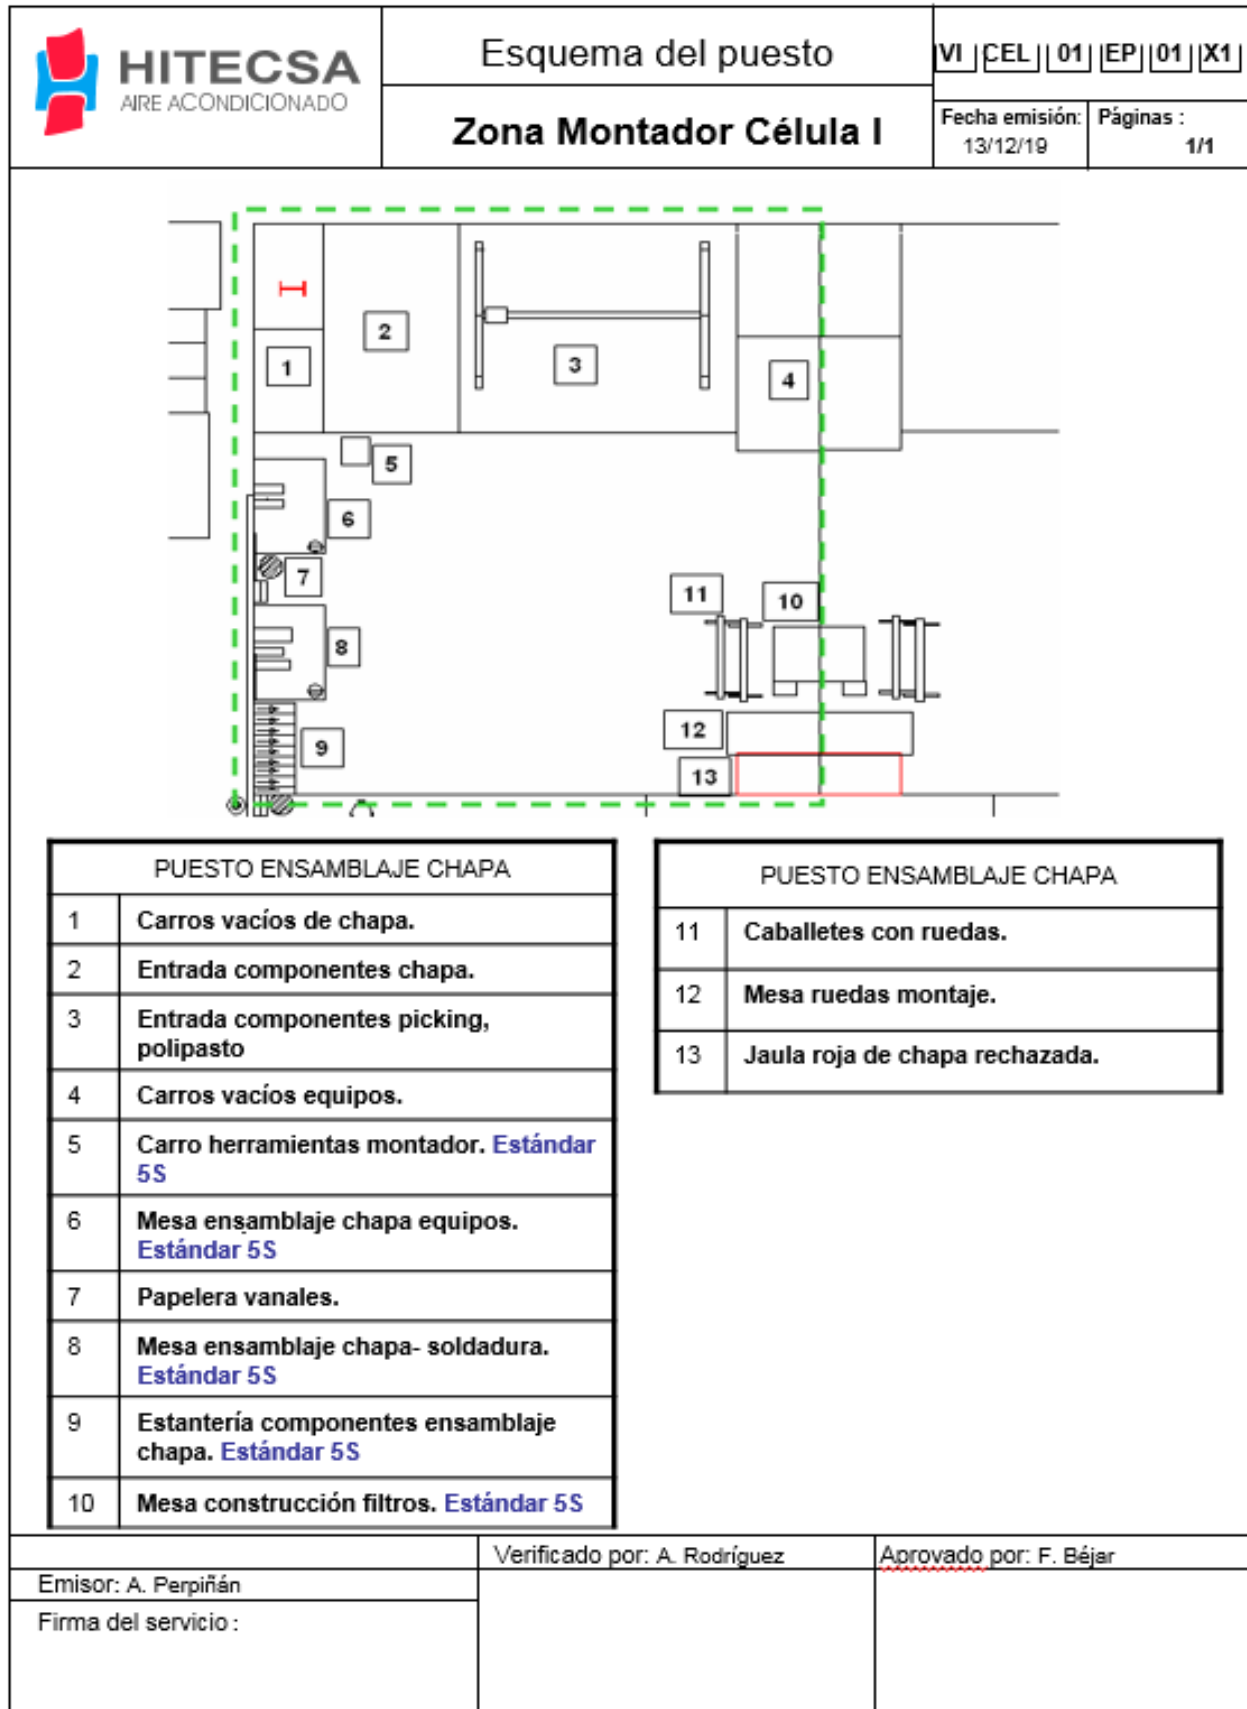 HITECSA
AIRE ACONDICIONADO
Esquema del puesto
Zona Montador Célula I
VI CEL 01 EP 01 X1
Fecha emisión:
13/12/19
Páginas :
1/1
1
2
3
4
5
6
7
8
9
10
11
12
13
PUESTO ENSAMBLAJE CHAPA
1 Carros vacíos de chapa.
2 Entrada componentes chapa.
3 Entrada componentes picking,
polipasto
4 Carros vacíos equipos.
5 Carro herramientas montador. Estándar
5S
6 Mesa ensamblaje chapa equipos.
Estándar 5S
7 Papelera vanales.
8 Mesa ensamblaje chapa- soldadura.
Estándar 5S
9 Estantería componentes ensamblaje
chapa. Estándar 5S
10 Mesa construcción filtros. Estándar 5S
PUESTO ENSAMBLAJE CHAPA
11 Caballetes con ruedas.
12 Mesa ruedas montaje.
13 Jaula roja de chapa rechazada.
Verificado por: A. Rodríguez
Aprovado por: F. Béjar
Emisor: A. Perpiñán
Firma del servicio :